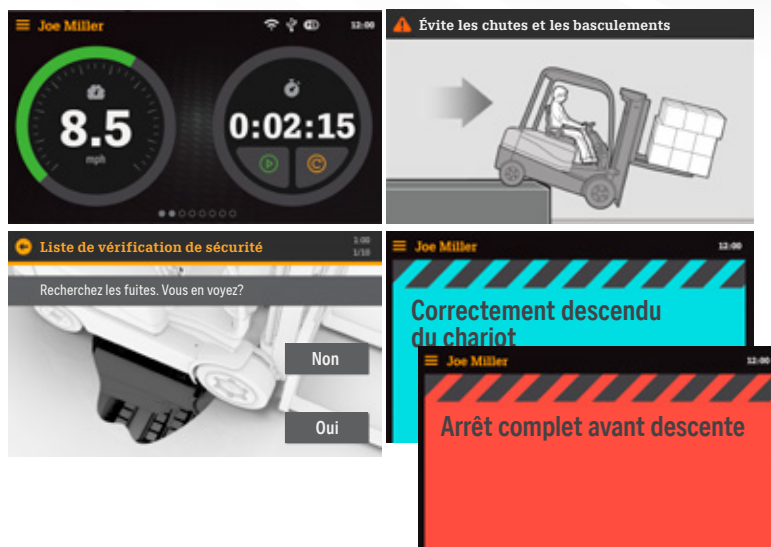 Joe Miller
12:00
8.5
mph
0:02:15
Évite les chutes et les basculements
Liste de vérification de sécurité
1:00
1/10
Recherchez les fuites. Vous en voyez?
Non
Oui
Joe Miller
12:00
Correctement descendu
du chariot
Joe Miller
12:00
Arrêt complet avant descente